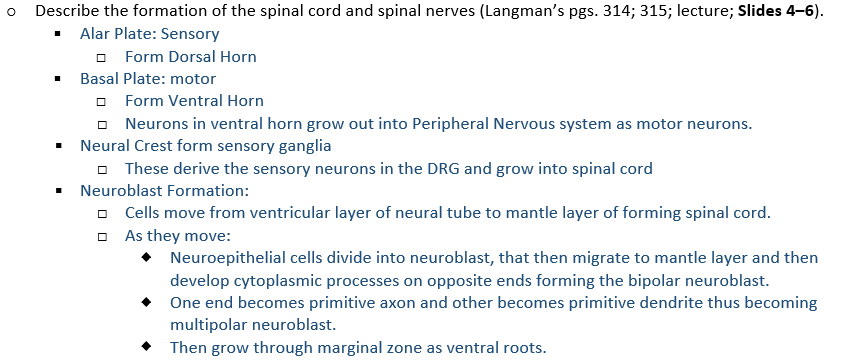 o Describe the formation of the spinal cord and spinal nerves (Langman’s pgs. 314; 315; lecture; Slides 4–6).
▪ Alar Plate: Sensory
□ Form Dorsal Horn
▪ Basal Plate: motor
□ Form Ventral Horn
□ Neurons in ventral horn grow out into Peripheral Nervous system as motor neurons.
▪ Neural Crest form sensory ganglia
□ These derive the sensory neurons in the DRG and grow into spinal cord
▪ Neuroblast Formation:
□ Cells move from ventricular layer of neural tube to mantle layer of forming spinal cord.
□ As they move:
◆ Neuroepithelial cells divide into neuroblast, that then migrate to mantle layer and then
develop cytoplasmic processes on opposite ends forming the bipolar neuroblast.
◆ One end becomes primitive axon and other becomes primitive dendrite thus becoming
multipolar neuroblast.
◆ Then grow through marginal zone as ventral roots.